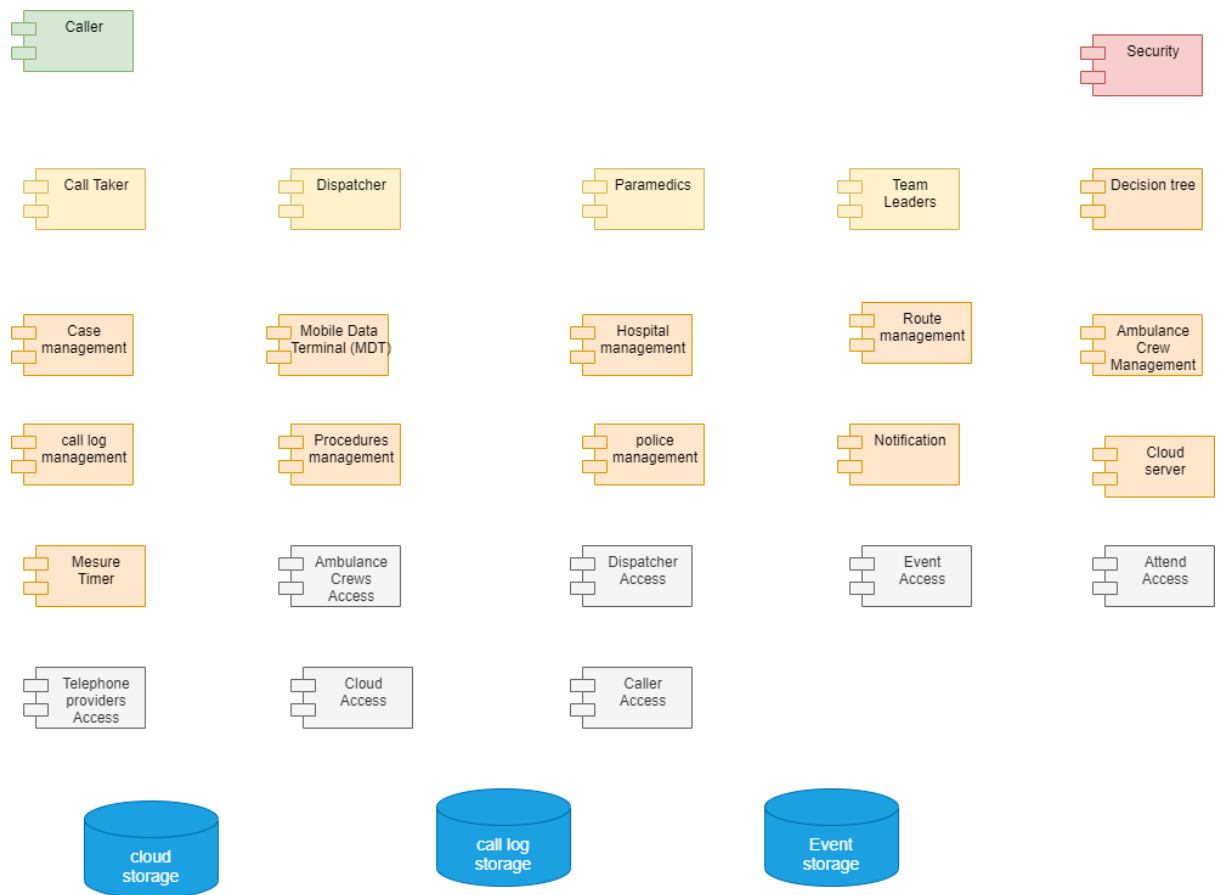 Caller
Security
Call Taker
Dispatcher
Paramedics
Team
Leaders
Decision tree
Case
management
Mobile Data
Terminal (MDT)
Hospital
management
Route
management
Ambulance
Crew
Management
call log
management
Procedures
management
police
management
Notification
Cloud
server
Mesure
Timer
Ambulance
Crews
Access
Dispatcher
Access
Event
Access
Attend
Access
Telephone
providers
Access
Cloud
Access
Caller
Access
cloud
storage
call log
storage
Event
storage